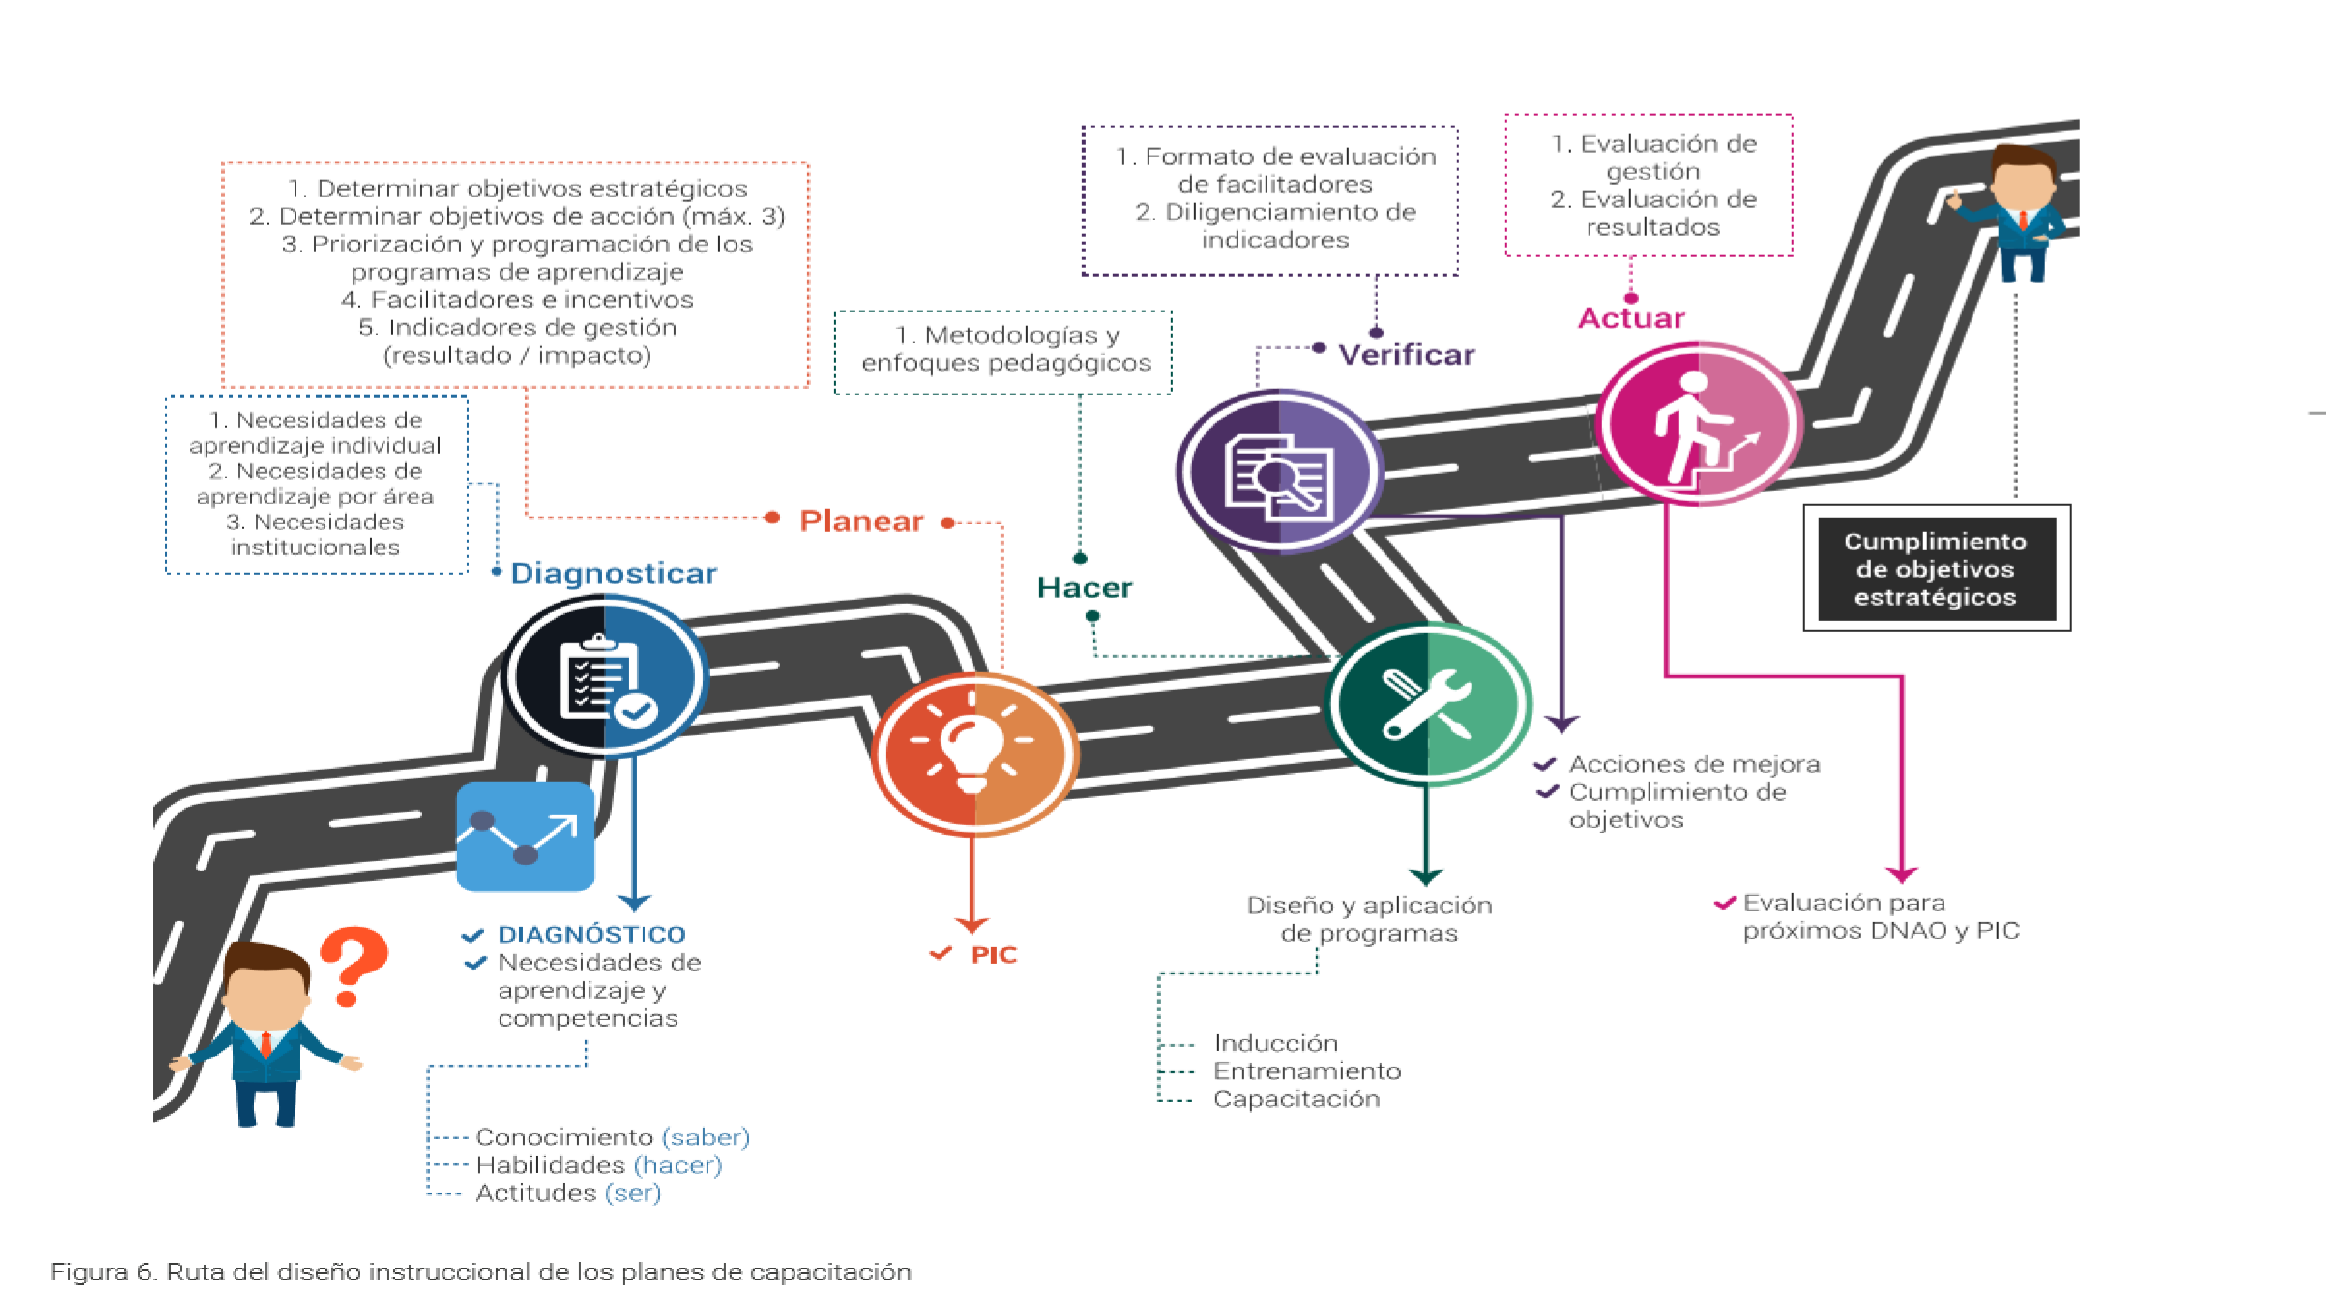 1. Determinar objetivos estratégicos
2. Determinar objetivos de acción (máx. 3)
3. Priorización y programación de los
programas de aprendizaje
4. Facilitadores e incentivos
5. Indicadores de gestión
(resultado / impacto)
1. Necesidades de
aprendizaje individual
2. Necesidades de
aprendizaje por área
3. Necesidades
institucionales
Diagnosticar
Planear
1. Metodologías y
enfoques pedagógicos
Hacer
1. Formato de evaluación
de facilitadores
2. Diligenciamiento de
indicadores
Verificar
1. Evaluación de
gestión
2. Evaluación de
resultados
Actuar
Cumplimiento
de objetivos
estratégicos
?
DIAGNÓSTICO
Necesidades de
aprendizaje y
competencias
Conocimiento (saber)
Habilidades (hacer)
Actitudes (ser)
PIC
Diseño y aplicación
de programas
Inducción
Entrenamiento
Capacitación
Acciones de mejora
Cumplimiento de
objetivos
Evaluación para
próximos DNAO y PIC
Figura 6. Ruta del diseño instruccional de los planes de capacitación